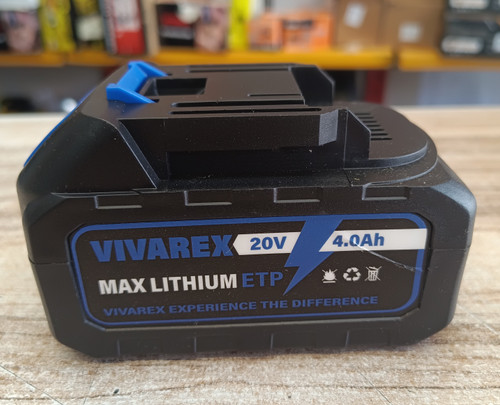 VIVAREX 20V 4.0Ah
MAX LITHIUM ETP
VIVAREX EXPERIENCE THE DIFFERENCE